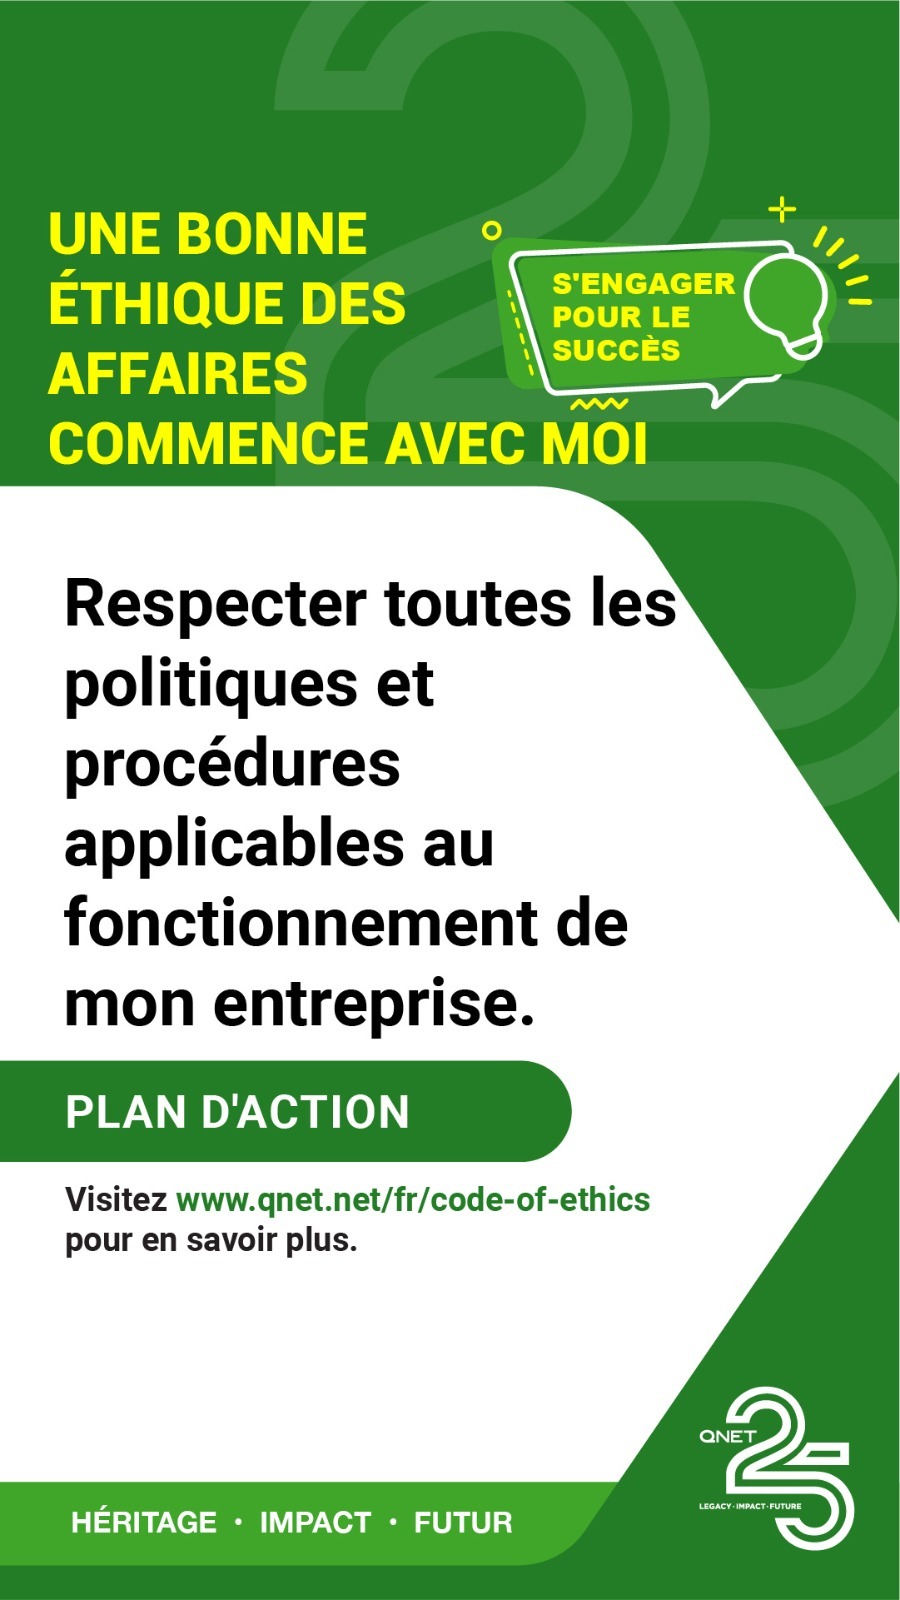 UNE BONNE
ÉTHIQUE DES
AFFAIRES
COMMENCE AVEC MOI
S'ENGAGER
POUR LE
SUCCÈS
Respecter toutes les
politiques et
procédures
applicables au
fonctionnement de
mon entreprise.
PLAN D'ACTION
Visitez www.qnet.net/fr/code-of-ethics
pour en savoir plus.
HÉRITAGE • IMPACT • FUTUR
QNET 25
LEGACY · IMPACT · FUTURE